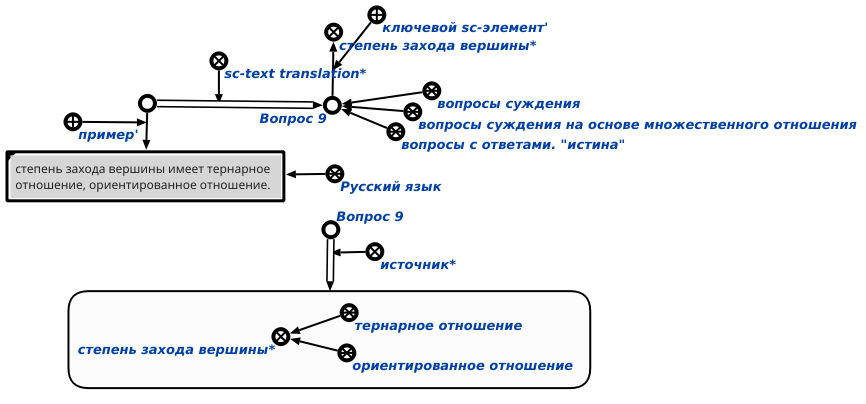 ключевой sc-элемент'
степень захода вершины*
sc-text translation*
вопросы суждения
Вопрос 9
вопросы суждения на основе множественного отношения
пример'
вопросы с ответами. "истина"
степень захода вершины имеет тернарное
отношение, ориентированное отношение.
Русский язык
Вопрос 9
источник*
тернарное отношение
степень захода вершины*
ориентированное отношение